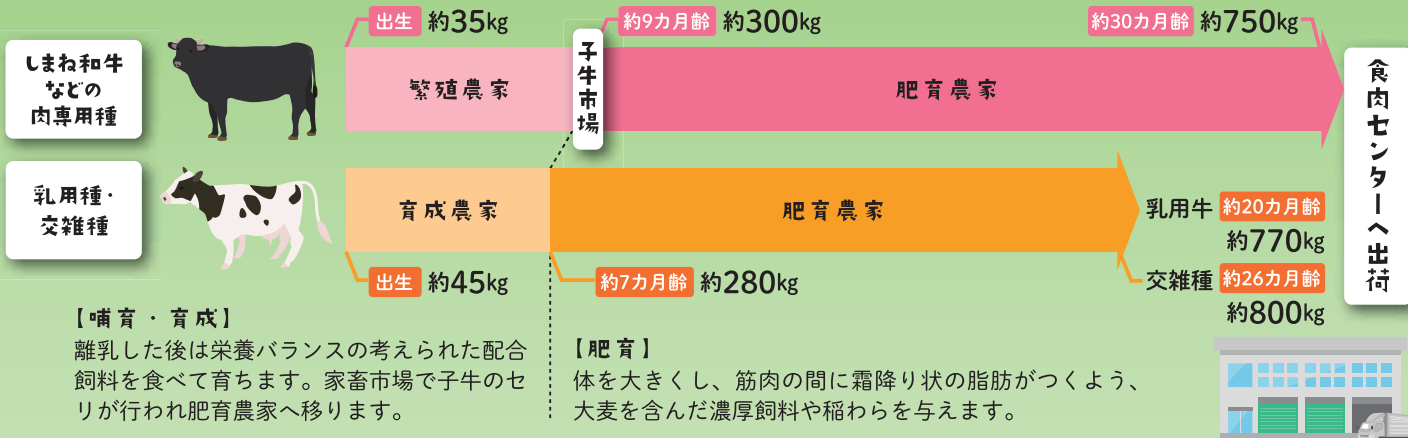 出生 約35kg
約9カ月齢 約300kg
約30カ月齢 約750kg
しまね和牛
などの
肉専用種
繁殖農家
子牛市場
肥育農家
食肉センターへ出荷
乳用種・
交雑種
育成農家
肥育農家
乳用牛 約20カ月齢
約770kg
交雑種 約26カ月齢
約800kg
出生 約45kg
約7カ月齢 約280kg
【哺育・育成】
離乳した後は栄養バランスの考えられた配合
飼料を食べて育ちます。家畜市場で子牛のセ
リが行われ肥育農家へ移ります。
【肥育】
体を大きくし、筋肉の間に霜降り状の脂肪がつくよう、
大麦を含んだ濃厚飼料や稲わらを与えます。